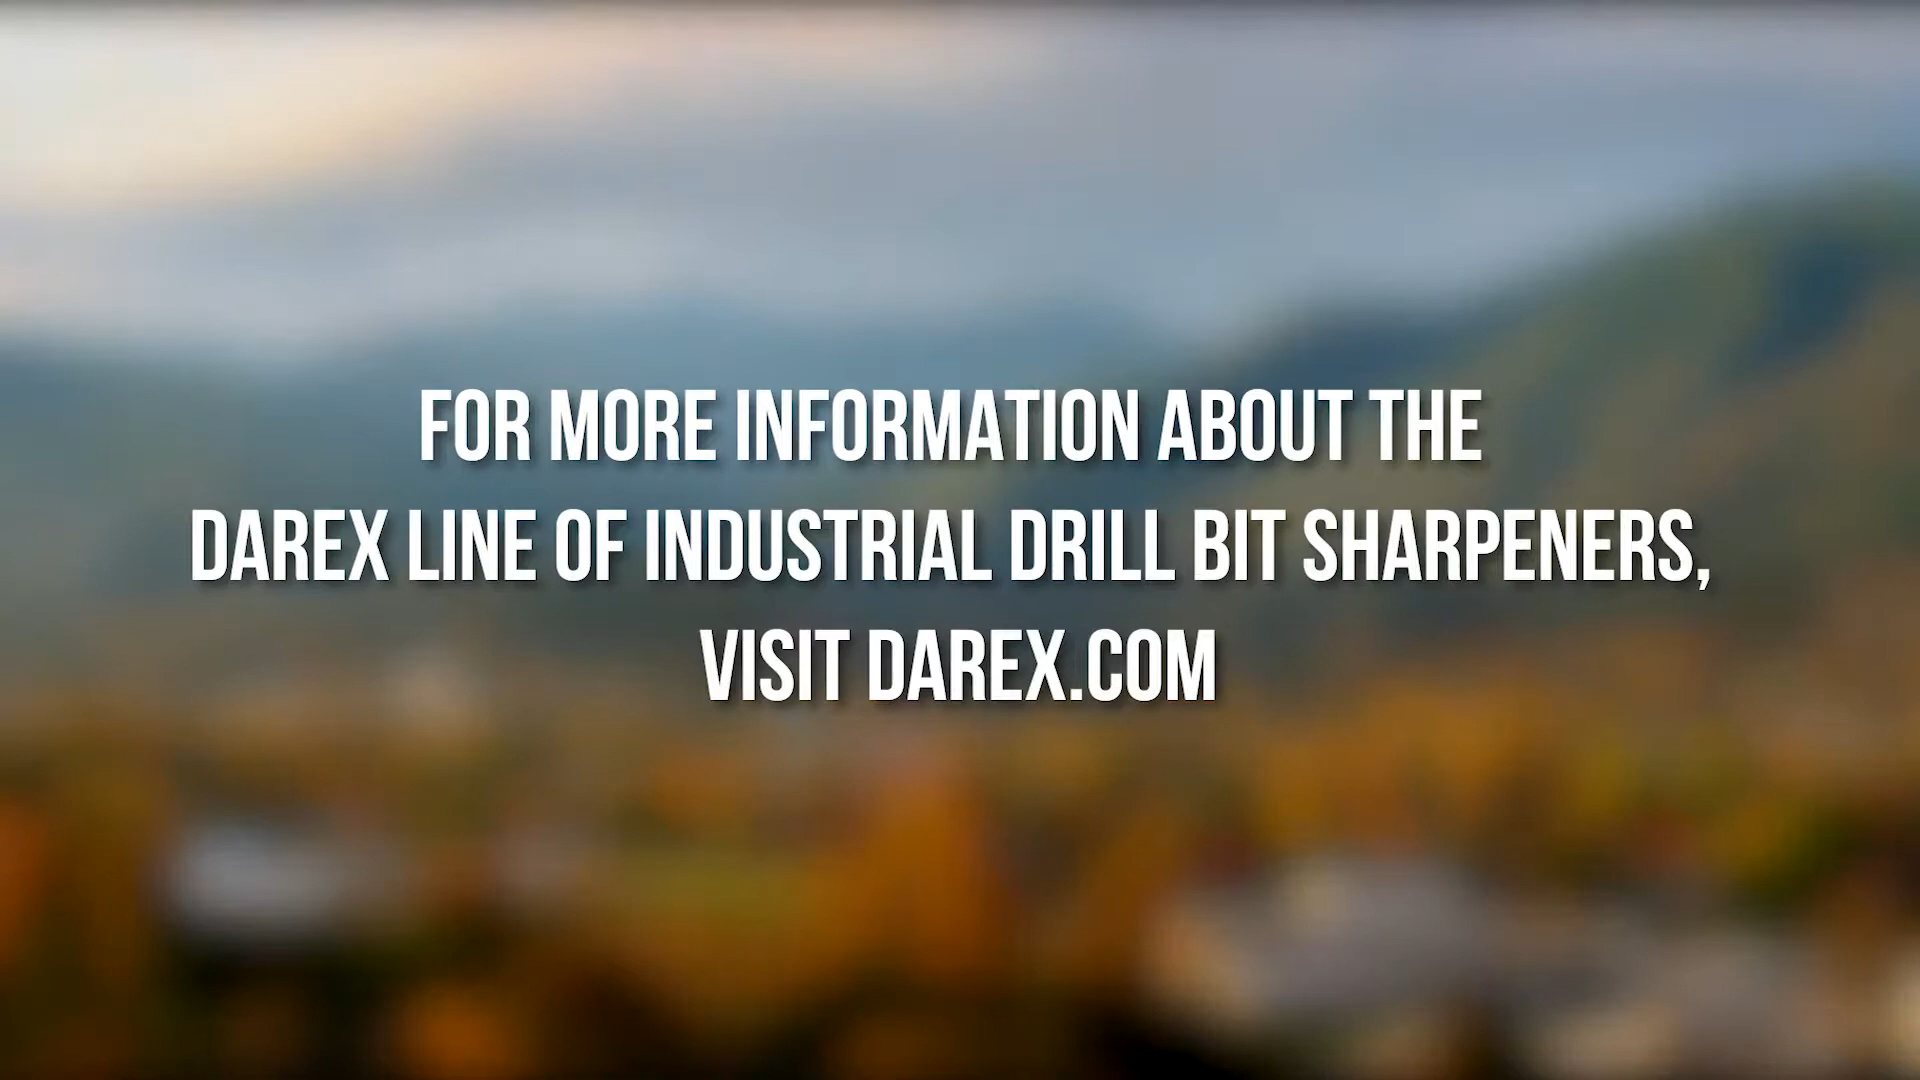 FOR MORE INFORMATION ABOUT THE
DAREX LINE OF INDUSTRIAL DRILL BIT SHARPENERS,
VISIT DAREX.COM